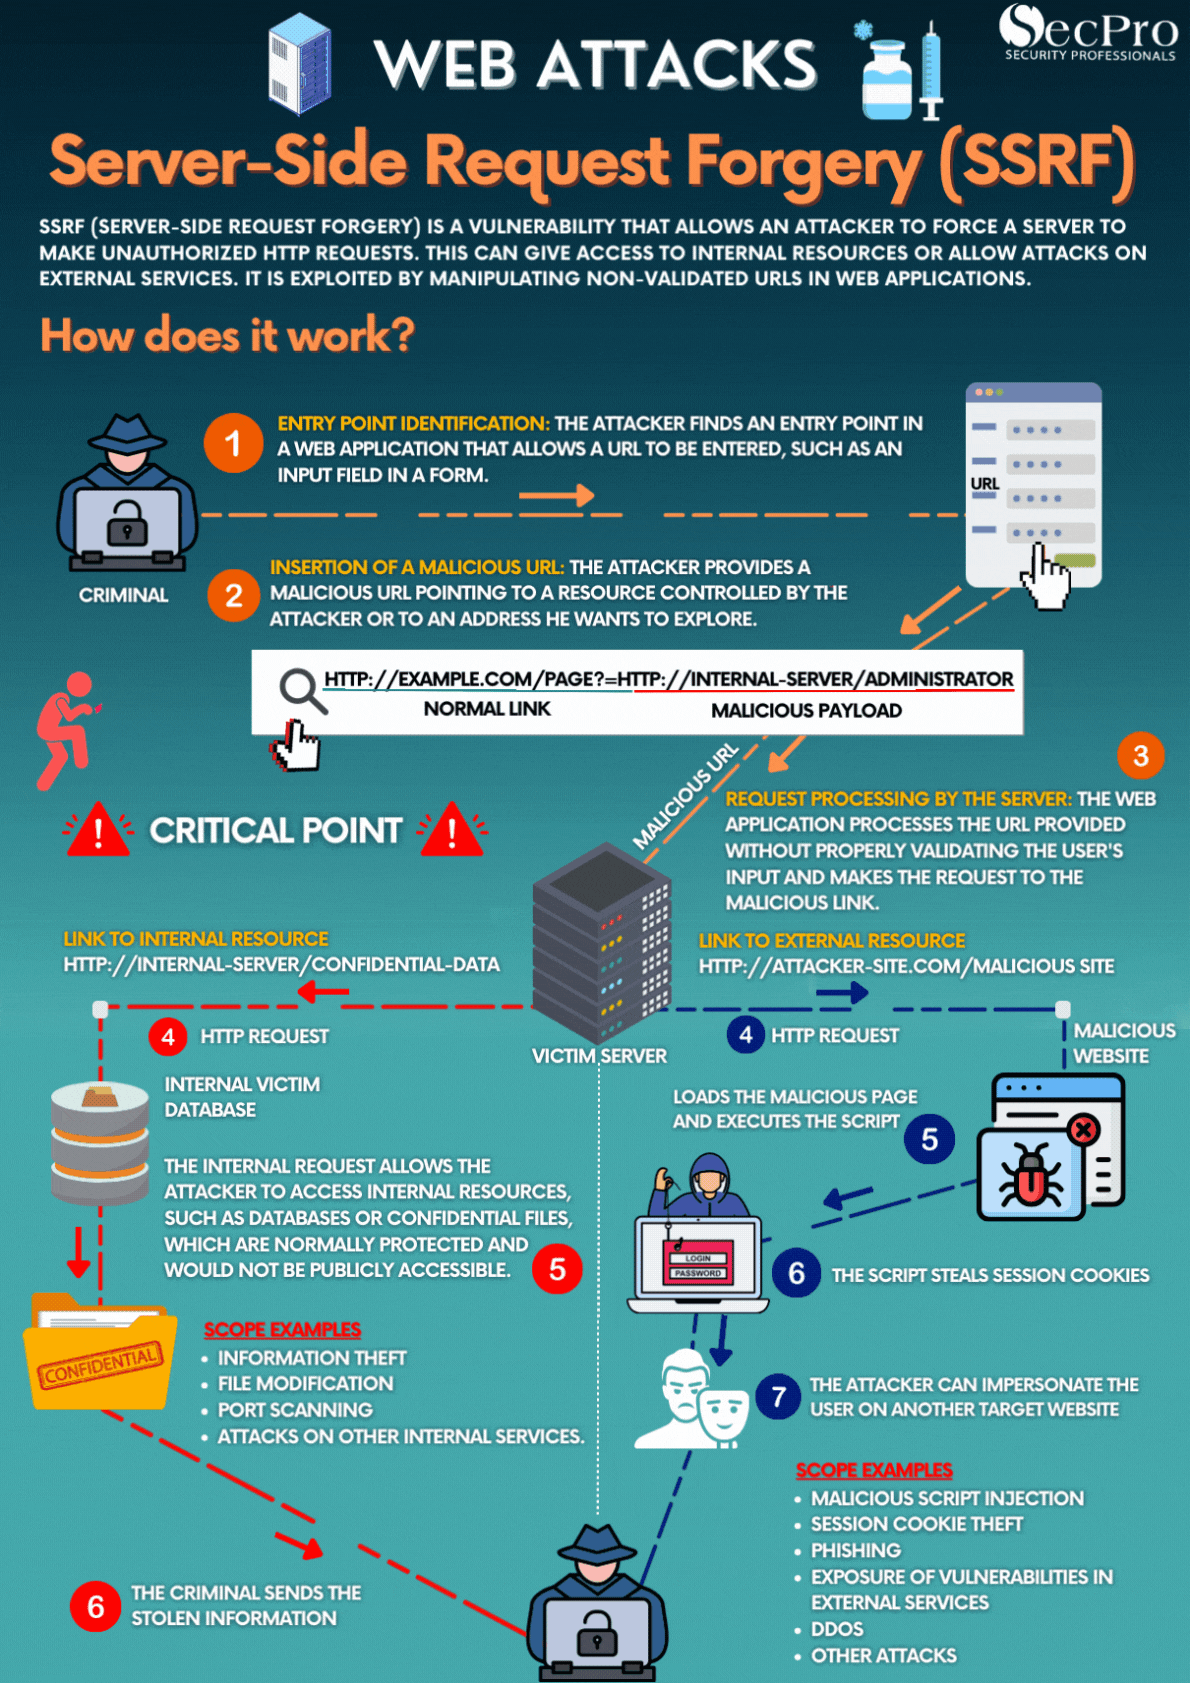 WEB ATTACKS
SecPro
SECURITY PROFESSIONALS
Server-Side Request Forgery (SSRF)
SSRF (SERVER-SIDE REQUEST FORGERY) IS A VULNERABILITY THAT ALLOWS AN ATTACKER TO FORCE A SERVER TO
MAKE UNAUTHORIZED HTTP REQUESTS. THIS CAN GIVE ACCESS TO INTERNAL RESOURCES OR ALLOW ATTACKS ON
EXTERNAL SERVICES. IT IS EXPLOITED BY MANIPULATING NON-VALIDATED URLS IN WEB APPLICATIONS.
How does it work?
1
ENTRY POINT IDENTIFICATION: THE ATTACKER FINDS AN ENTRY POINT IN
A WEB APPLICATION THAT ALLOWS A URL TO BE ENTERED, SUCH AS AN
INPUT FIELD IN A FORM.
URL
CRIMINAL
2
INSERTION OF A MALICIOUS URL: THE ATTACKER PROVIDES A
MALICIOUS URL POINTING TO A RESOURCE CONTROLLED BY THE
ATTACKER OR TO AN ADDRESS HE WANTS TO EXPLORE.
HTTP://EXAMPLE.COM/PAGE?=HTTP://INTERNAL-SERVER/ADMINISTRATOR
NORMAL LINK
MALICIOUS PAYLOAD
MALICIOUS URL
3
REQUEST PROCESSING BY THE SERVER: THE WEB
APPLICATION PROCESSES THE URL PROVIDED
WITHOUT PROPERLY VALIDATING THE USER'S
INPUT AND MAKES THE REQUEST TO THE
MALICIOUS LINK.
CRITICAL POINT
LINK TO INTERNAL RESOURCE
HTTP://INTERNAL-SERVER/CONFIDENTIAL-DATA
LINK TO EXTERNAL RESOURCE
HTTP://ATTACKER-SITE.COM/MALICIOUS SITE
4
HTTP REQUEST
VICTIM SERVER
4
HTTP REQUEST
MALICIOUS
WEBSITE
INTERNAL VICTIM
DATABASE
LOADS THE MALICIOUS PAGE
AND EXECUTES THE SCRIPT
5
THE INTERNAL REQUEST ALLOWS THE
ATTACKER TO ACCESS INTERNAL RESOURCES,
SUCH AS DATABASES OR CONFIDENTIAL FILES,
WHICH ARE NORMALLY PROTECTED AND
WOULD NOT BE PUBLICLY ACCESSIBLE.
5
LOGIN
PASSWORD
6
THE SCRIPT STEALS SESSION COOKIES
CONFIDENTIAL
SCOPE EXAMPLES
• INFORMATION THEFT
• FILE MODIFICATION
• PORT SCANNING
• ATTACKS ON OTHER INTERNAL SERVICES.
7
THE ATTACKER CAN IMPERSONATE THE
USER ON ANOTHER TARGET WEBSITE
SCOPE EXAMPLES
• MALICIOUS SCRIPT INJECTION
• SESSION COOKIE THEFT
• PHISHING
• EXPOSURE OF VULNERABILITIES IN
EXTERNAL SERVICES
• DDOS
• OTHER ATTACKS
6
THE CRIMINAL SENDS THE
STOLEN INFORMATION